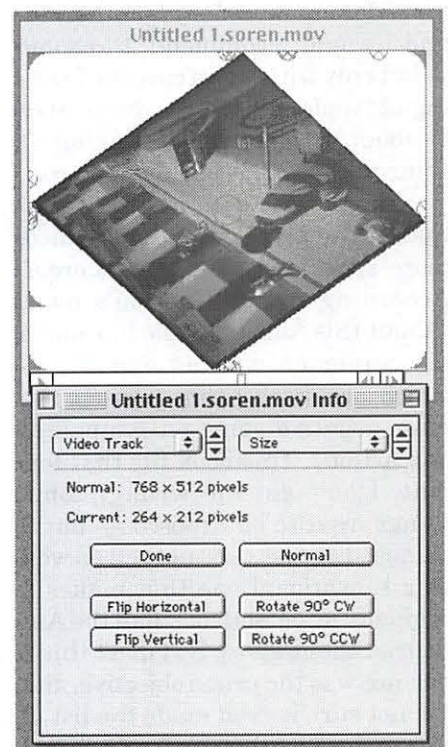 Untitled 1.soren.mov
Untitled 1.soren.mov Info
Video Track Size
Normal: 768 x 512 pixels
Current: 264 x 212 pixels
Done Normal
Flip Horizontal Rotate 90° CW
Flip Vertical Rotate 90° CCW